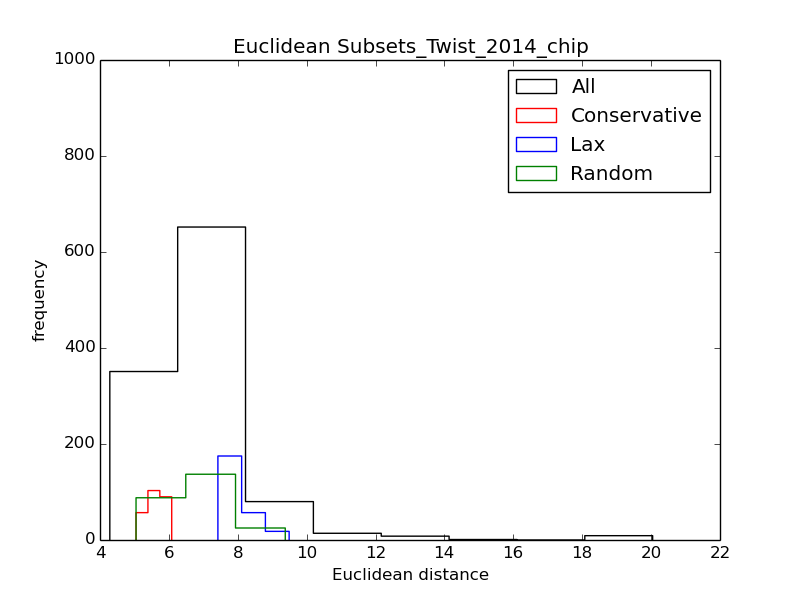 Euclidean Subsets_Twist_2014_chip
1000
800
600
400
200
0
frequency
All
Conservative
Lax
Random
4 6 8 10 12 14 16 18 20 22
Euclidean distance